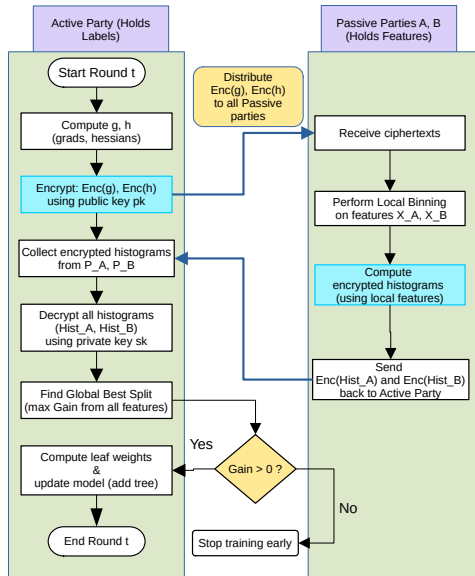 Active Party (Holds
Labels)
Start Round t
Compute g, h
(grads, hessians)
Encrypt: Enc(g), Enc(h)
using public key pk
Collect encrypted histograms
from P_A, P_B
Decrypt all histograms
(Hist_A, Hist_B)
using private key sk
Find Global Best Split
(max Gain from all features)
Compute leaf weights
&
update model (add tree)
End Round t
Distribute
Enc(g), Enc(h)
to all Passive
parties
Yes
Gain > 0 ?
No
Stop training early
Passive Parties A, B
(Holds Features)
Receive ciphertexts
Perform Local Binning
on features X_A, X_B
Compute
encrypted histograms
(using local features)
Send
Enc(Hist_A) and Enc(Hist_B)
back to Active Party